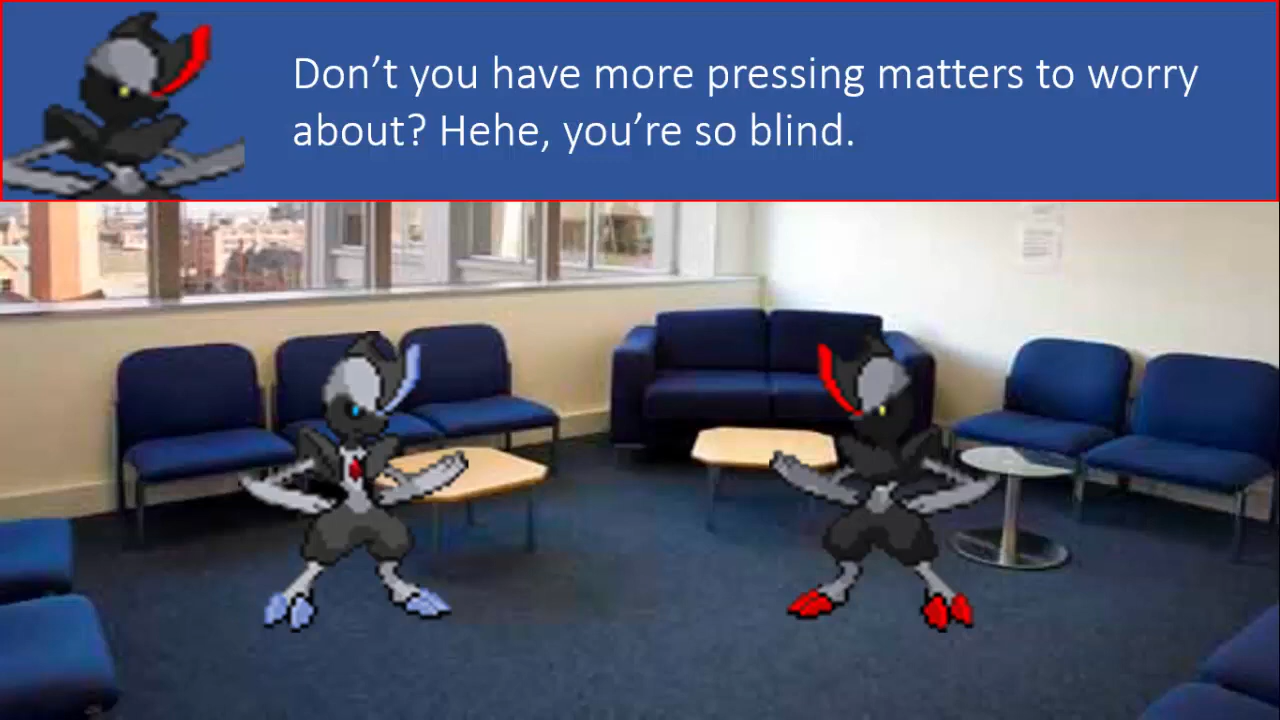 Don’t you have more pressing matters to worry
about? Hehe, you’re so blind.